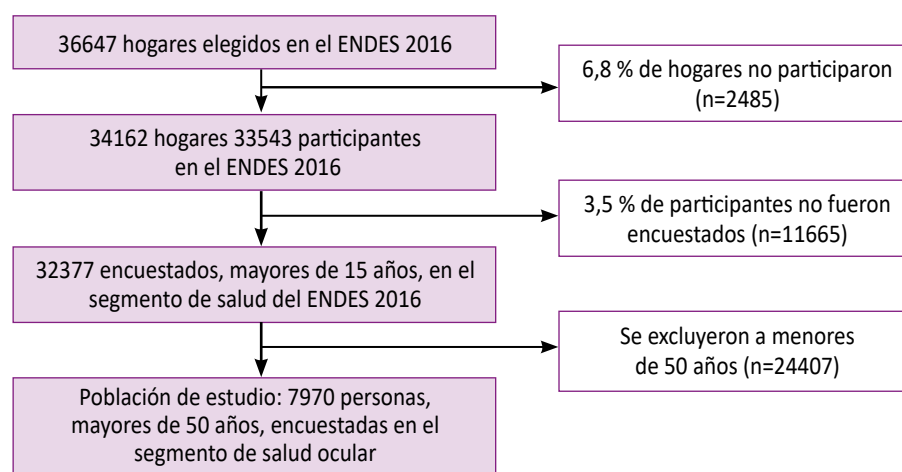 36647 hogares elegidos en el ENDES 2016
6,8 % de hogares no participaron
(n=2485)
34162 hogares 33543 participantes
en el ENDES 2016
3,5 % de participantes no fueron
encuestados (n=11665)
32377 encuestados, mayores de 15 años, en el
segmento de salud del ENDES 2016
Se excluyeron a menores
de 50 años (n=24407)
Población de estudio: 7970 personas,
mayores de 50 años, encuestadas en el
segmento de salud ocular